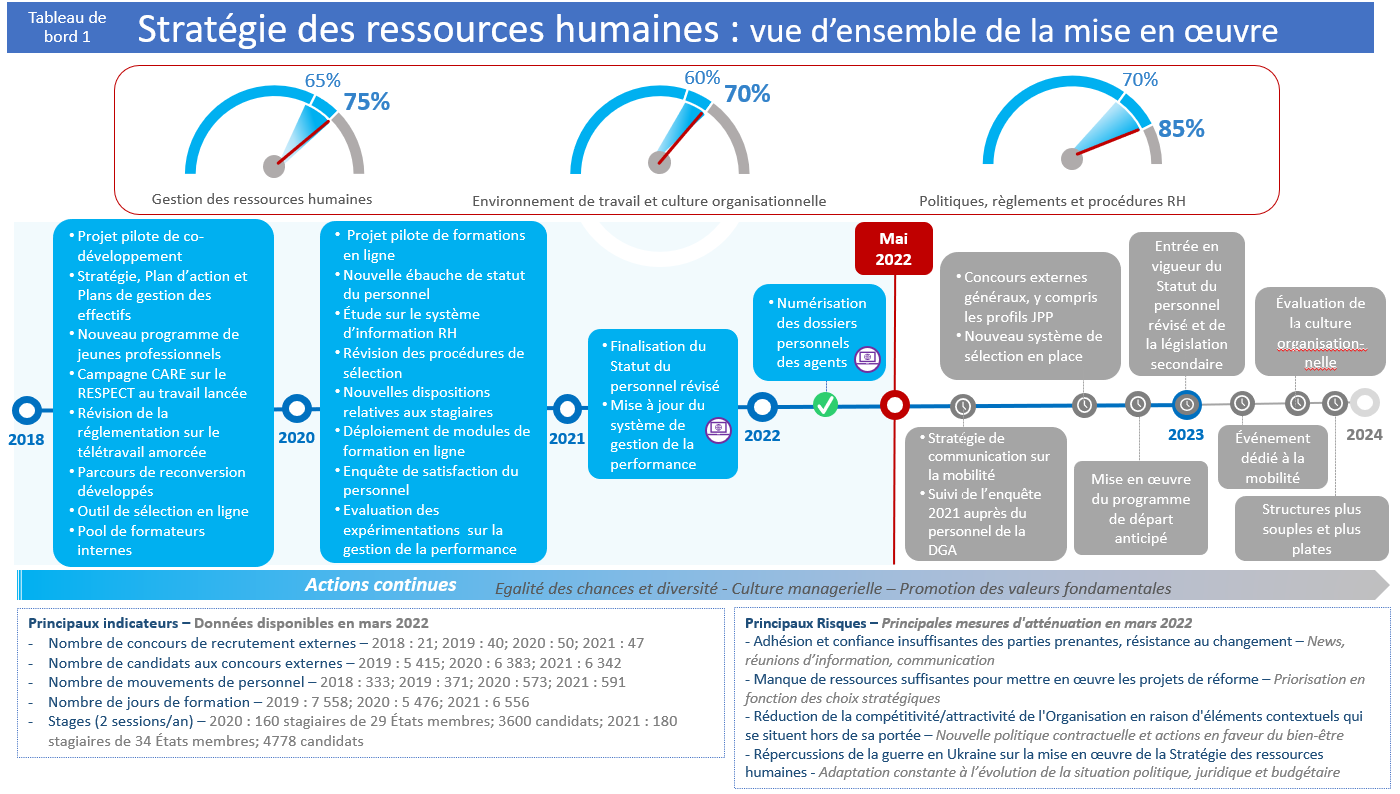 Tableau de
bord 1
Stratégie des ressources humaines : vue d’ensemble de la mise en œuvre
65%
75%
Gestion des ressources humaines
60%
70%
Environnement de travail et culture organisationnelle
70%
85%
Politiques, règlements et procédures RH
2018
• Projet pilote de co-
développement
• Stratégie, Plan d’action et
Plans de gestion des
effectifs
• Nouveau programme de
jeunes professionnels
• Campagne CARE sur le
RESPECT au travail lancée
• Révision de la
réglementation sur le
télétravail amorcée
• Parcours de reconversion
développés
• Outil de sélection en ligne
• Pool de formateurs
internes
2020
• Projet pilote de formations
en ligne
• Nouvelle ébauche de statut
du personnel
• Étude sur le système
d’information RH
• Révision des procédures de
sélection
• Nouvelles dispositions
relatives aux stagiaires
• Déploiement de modules de
formation en ligne
• Enquête de satisfaction du
personnel
• Evaluation des
expérimentations sur la
gestion de la performance
2021
• Finalisation du
Statut du
personnel révisé
• Mise à jour du
système de
gestion de la
performance
2022
• Numérisation
des dossiers
personnels
des agents
Mai
2022
• Stratégie de
communication sur
la mobilité
• Suivi de l’enquête
2021 auprès du
personnel de la
DGA
• Concours externes
généraux, y compris
les profils JPP
• Nouveau système de
sélection en place
Mise en œuvre
du programme
de départ
anticipé
Entrée en
vigueur du
Statut du
personnel
révisé et de
la législation
secondaire
2023
Événement
dédié à la
mobilité
Évaluation de
la culture
organisation-
nelle
Structures plus
souples et plus
plates
2024
Actions continues
Egalité des chances et diversité - Culture managerielle – Promotion des valeurs fondamentales
Principaux indicateurs – Données disponibles en mars 2022
- Nombre de concours de recrutement externes – 2018 : 21; 2019 : 40; 2020 : 50; 2021 : 47
- Nombre de candidats aux concours externes – 2019 : 5 415; 2020 : 6 383; 2021 : 6 342
- Nombre de mouvements de personnel – 2018 : 333; 2019 : 371; 2020 : 573; 2021 : 591
- Nombre de jours de formation – 2019 : 7 558; 2020 : 5 476; 2021 : 6 556
- Stages (2 sessions/an) – 2020 : 160 stagiaires de 29 États membres; 3600 candidats; 2021 : 180
stagiaires de 34 États membres; 4778 candidats
Principaux Risques – Principales mesures d'atténuation en mars 2022
- Adhésion et confiance insuffisantes des parties prenantes, résistance au changement – News,
réunions d’information, communication
- Manque de ressources suffisantes pour mettre en œuvre les projets de réforme – Priorisation en
fonction des choix stratégiques
- Réduction de la compétitivité/attractivité de l'Organisation en raison d'éléments contextuels qui
se situent hors de sa portée – Nouvelle politique contractuelle et actions en faveur du bien-être
- Répercussions de la guerre en Ukraine sur la mise en œuvre de la Stratégie des ressources
humaines - Adaptation constante à l’évolution de la situation politique, juridique et budgétaire